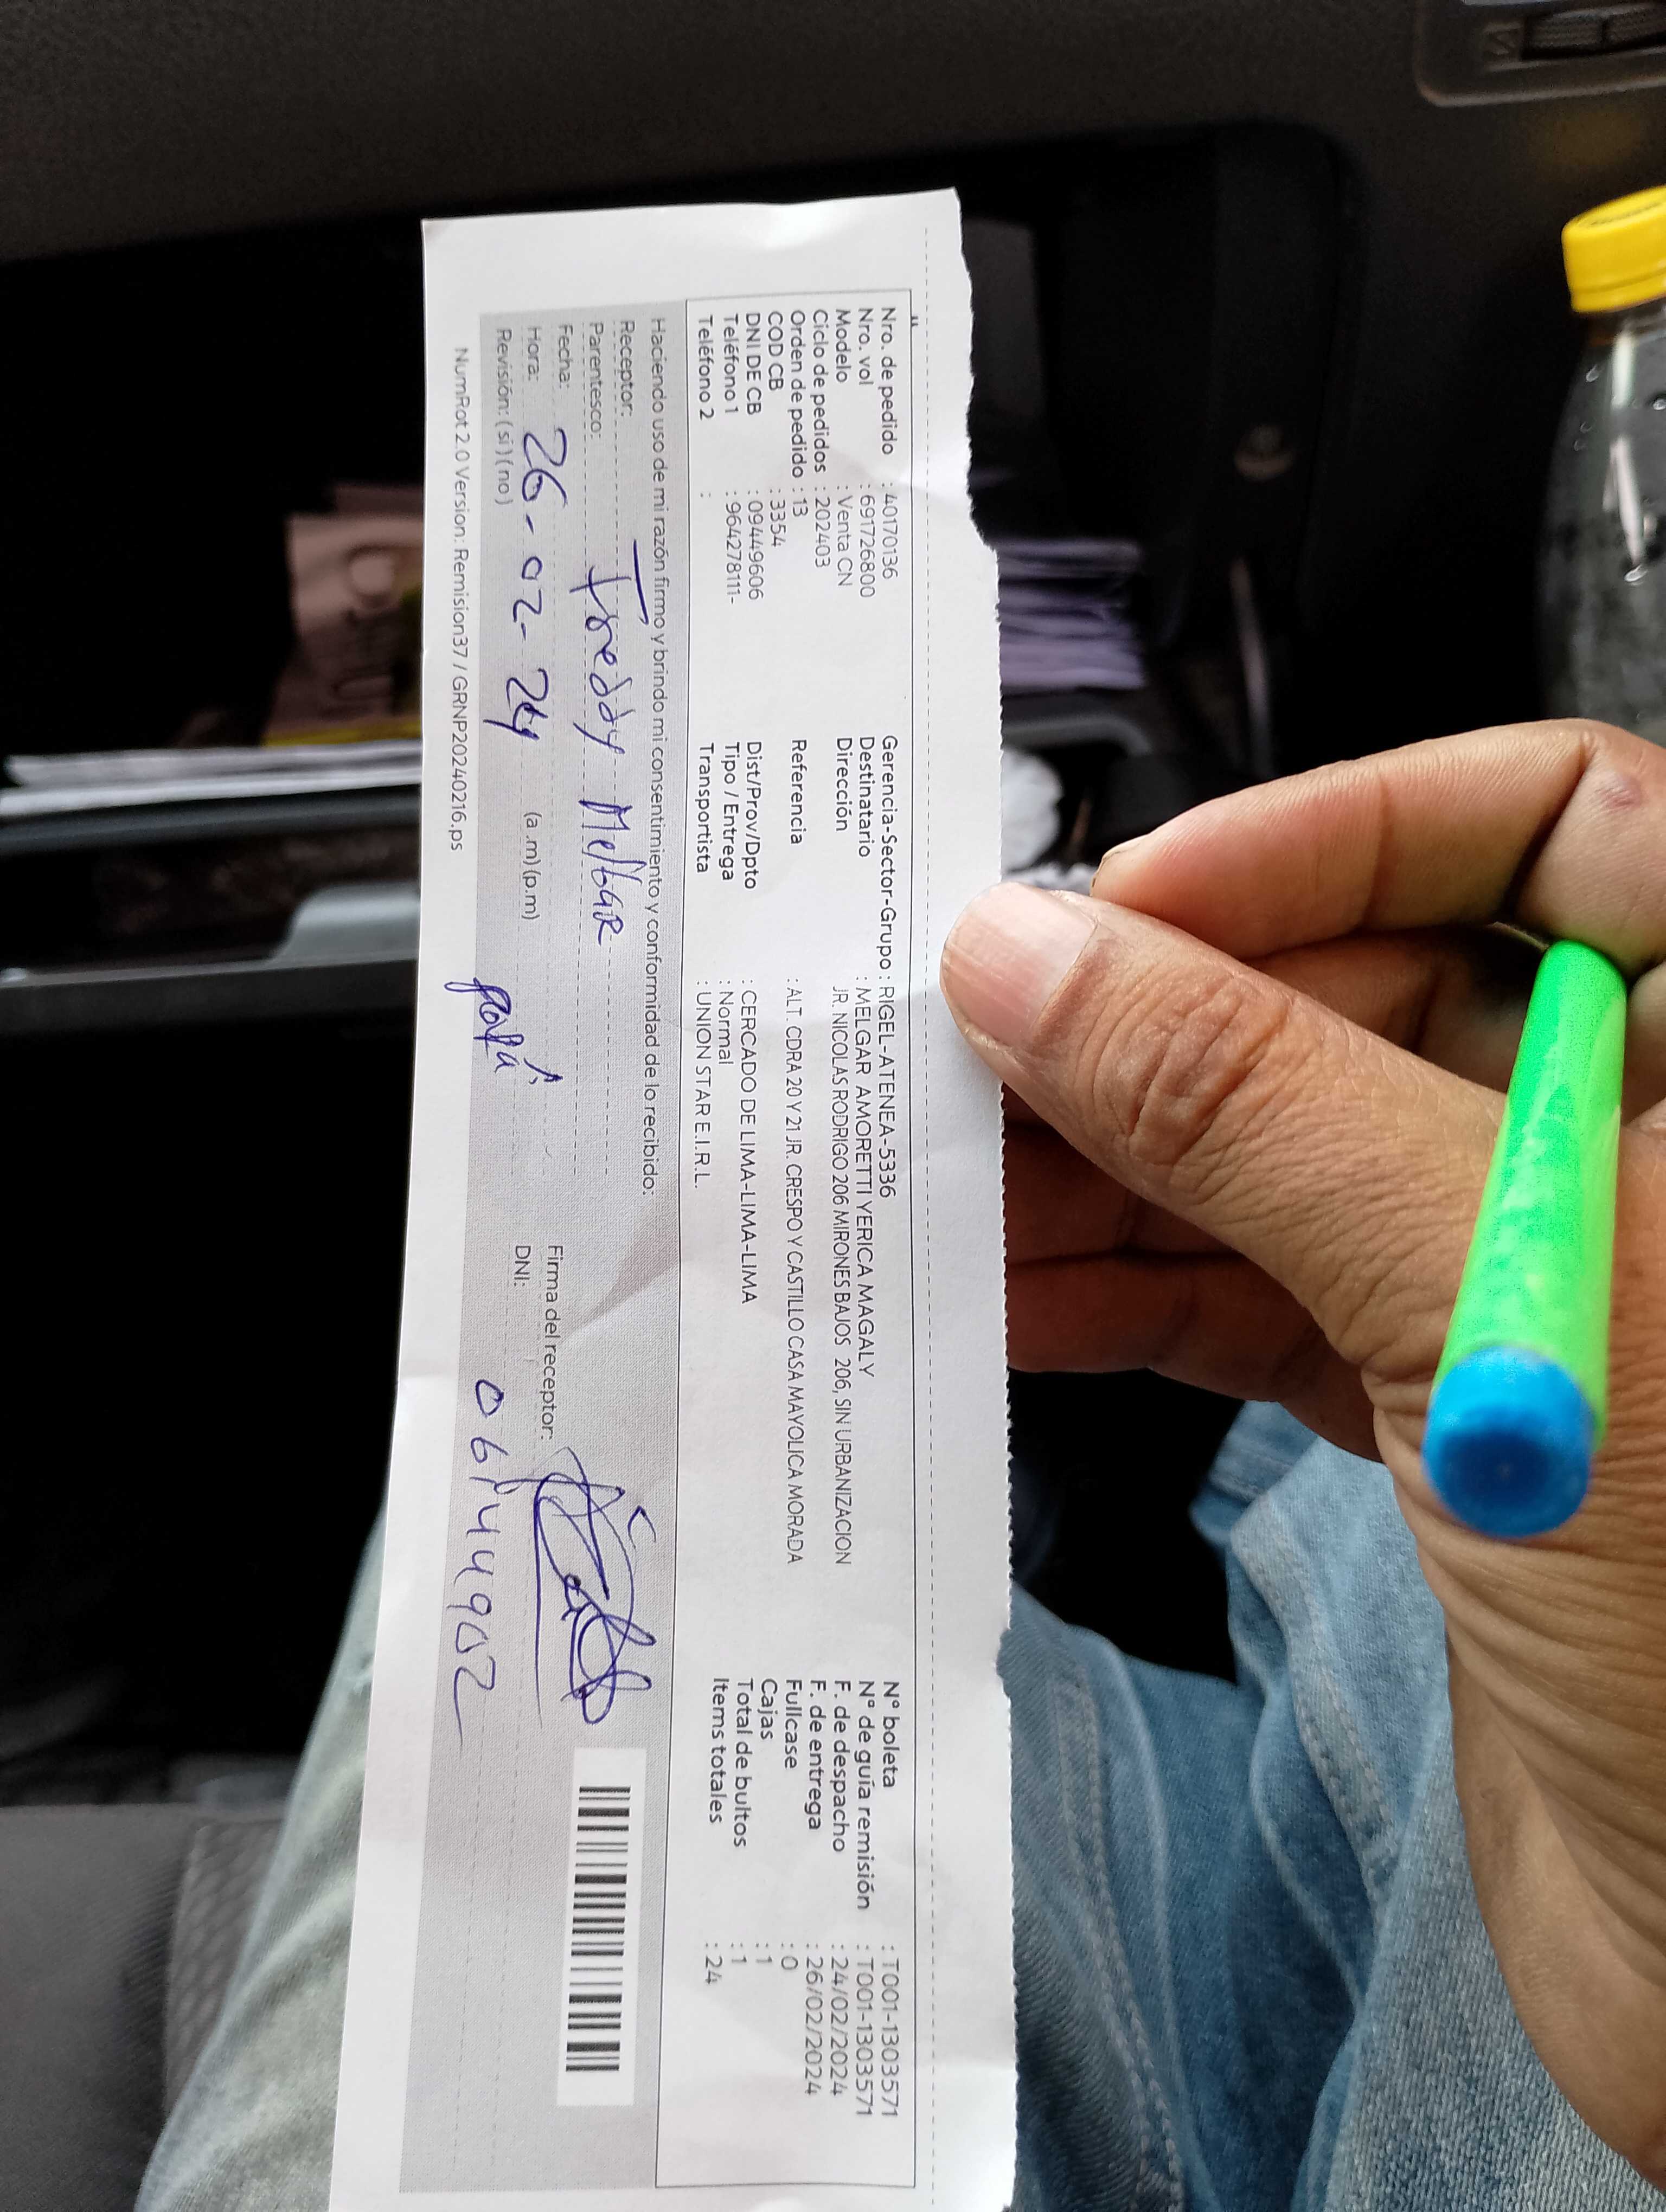 Nro. de pedido : 40170136
Nro. vol : 691726800
Modelo : Venta CN
Ciclo de pedidos : 202403
Orden de pedido : 13
COD CB : 3354
DNI DE CB : 09449606
Teléfono 1 : 964278111-
Teléfono 2 :
Gerencia-Sector-Grupo : RIGEL-ATENEA-5336
Destinatario : MELGAR AMORETTI YERICA MAGALY
Dirección JR. NICOLAS RODRIGO 206 MIRONES BAJOS 206, SIN URBANIZACION
Referencia : ALT. CDRA 20 Y 21 JR. CRESPO Y CASTILLO CASA MAYOLICA MORADA
Dist/Prov/Dpto : CERCADO DE LIMA-LIMA-LIMA
Tipo / Entrega : Normal
Transportista : UNION STAR E.I.R.L.
N° boleta : T001-1303571
N° de guía remisión : T001-1303571
F. de despacho : 24/02/2024
F. de entrega : 26/02/2024
Fullcase : 0
Cajas : 1
Total de bultos : 1
Items totales : 24
Haciendo uso de mi razón firmo y brindo mi consentimiento y conformidad de lo recibido:
Receptor: Freddy Melgar
Parentesco:
Fecha: 26-02-24
Hora: (a .m) (p.m)
Revisión: ( si ) ( no ) papá
Firma del receptor:
DNI: 06144902
NumRot 2.0 Version: Remision37 / GRNP20240216.ps